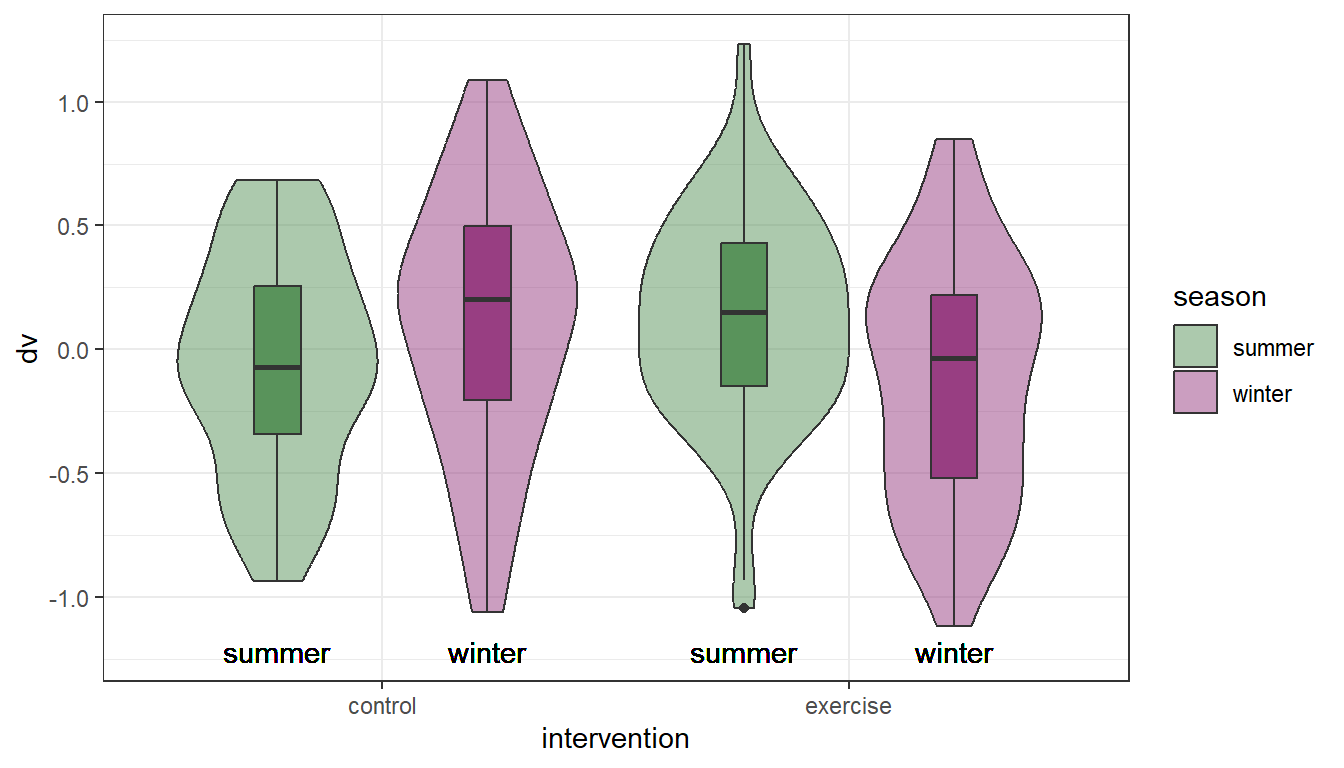 dv
1.0
0.5
0.0
-0.5
-1.0
summer winter summer winter
control exercise
intervention
season
summer
winter